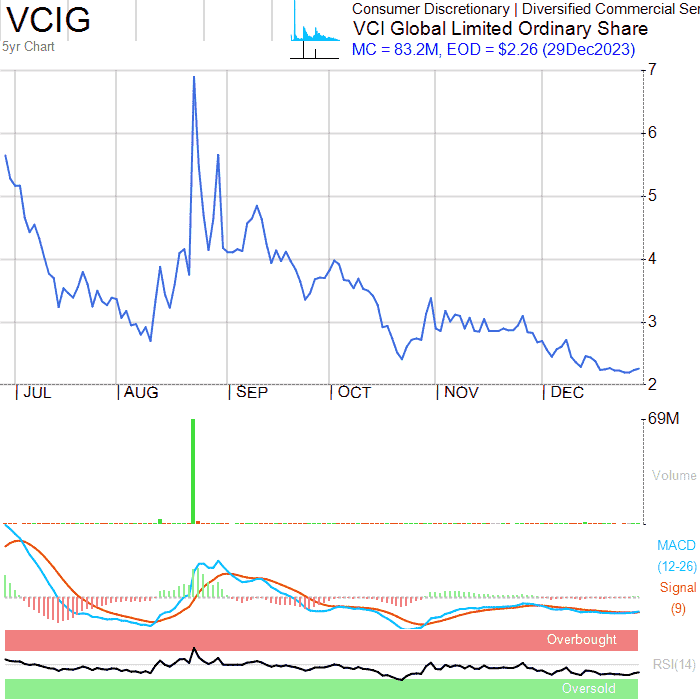 VCIG
5yr Chart
Consumer Discretionary | Diversified Commercial Ser
VCI Global Limited Ordinary Share
MC = 83.2M, EOD = $2.26 (29Dec2023)
7
6
5
4
3
2
JUL AUG SEP OCT NOV DEC
69M
Volume
MACD
(12-26)
Signal
(9)
Overbought
RSI(14)
Oversold